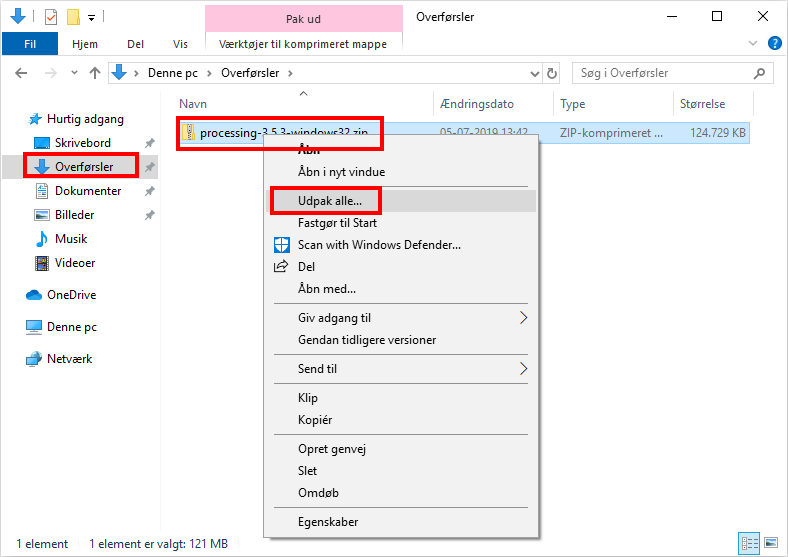 Pak ud
Overførsler
Fil
Hjem
Del
Vis
Værktøjer til komprimeret mappe
Denne pc
Overførsler
Søg i Overførsler
Navn
Ændringsdato
Type
Størrelse
Hurtig adgang
Skrivebord
Overførsler
Dokumenter
Billeder
Musik
Videoer
OneDrive
Denne pc
Netværk
processing-3.5.3-windows32.zip
05-07-2019 13:42
ZIP-komprimeret ...
124.729 KB
Åbn
Åbn i nyt vindue
Udpak alle...
Fastgør til Start
Scan with Windows Defender...
Del
Åbn med...
Giv adgang til
Gendan tidligere versioner
Send til
Klip
Kopiér
Opret genvej
Slet
Omdøb
Egenskaber
1 element
1 element er valgt: 121 MB